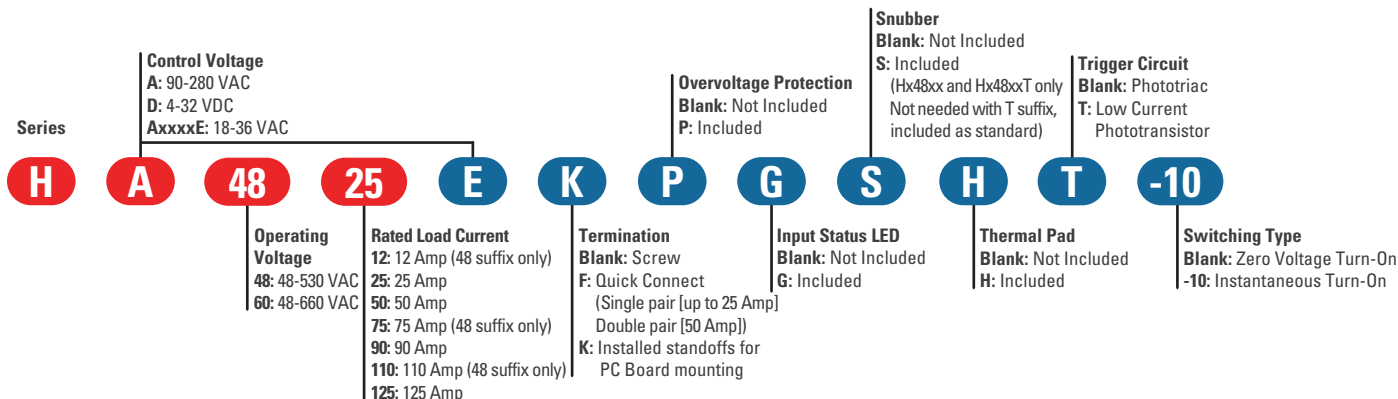 Snubber
Blank: Not Included
S: Included
(Hx48xx and Hx48xxT only
Not needed with T suffix,
included as standard)
Control Voltage
A: 90-280 VAC
D: 4-32 VDC
AxxxxE: 18-36 VAC
Overvoltage Protection
Blank: Not Included
P: Included
Trigger Circuit
Blank: Phototriac
T: Low Current
Phototransistor
Series
H A 48 25 E K P G S H T -10
Operating
Voltage
48: 48-530 VAC
60: 48-660 VAC
Rated Load Current
12: 12 Amp (48 suffix only)
25: 25 Amp
50: 50 Amp
75: 75 Amp (48 suffix only)
90: 90 Amp
110: 110 Amp (48 suffix only)
125: 125 Amp
Termination
Blank: Screw
F: Quick Connect
(Single pair [up to 25 Amp]
Double pair [50 Amp])
K: Installed standoffs for
PC Board mounting
Input Status LED
Blank: Not Included
G: Included
Thermal Pad
Blank: Not Included
H: Included
Switching Type
Blank: Zero Voltage Turn-On
-10: Instantaneous Turn-On